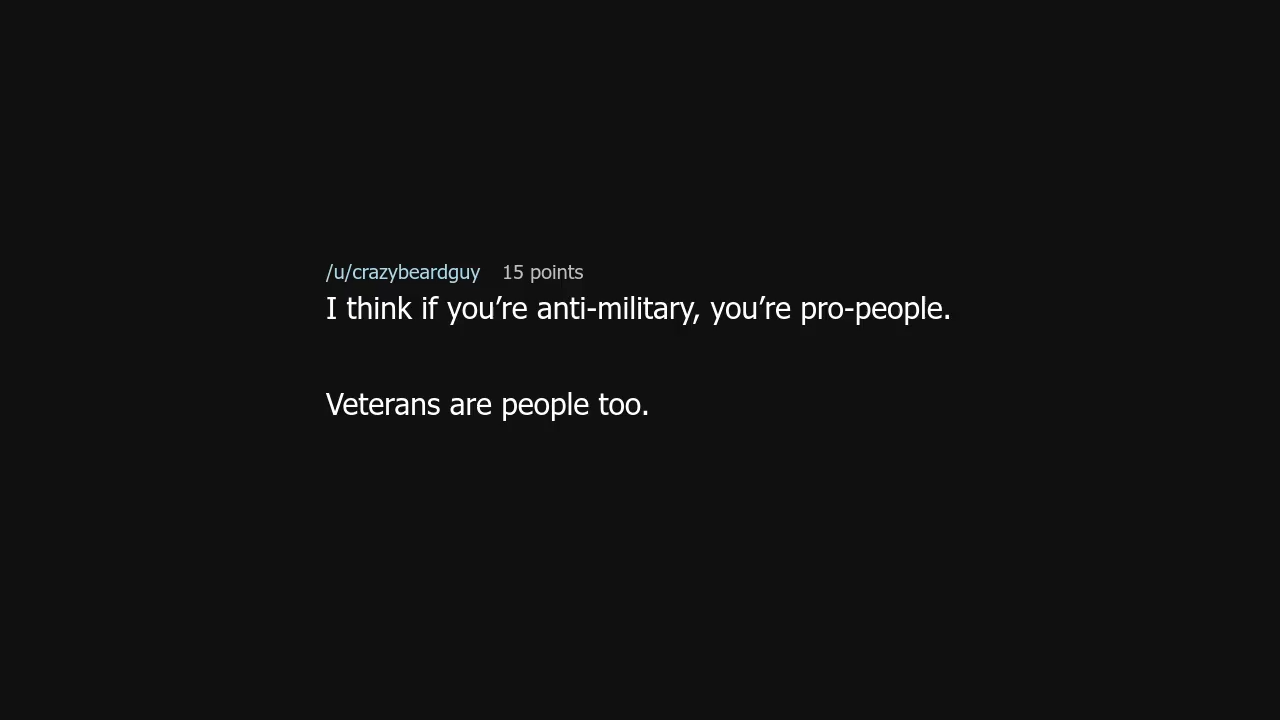 /u/crazybeardguy 15 points
I think if you’re anti-military, you’re pro-people.
Veterans are people too.